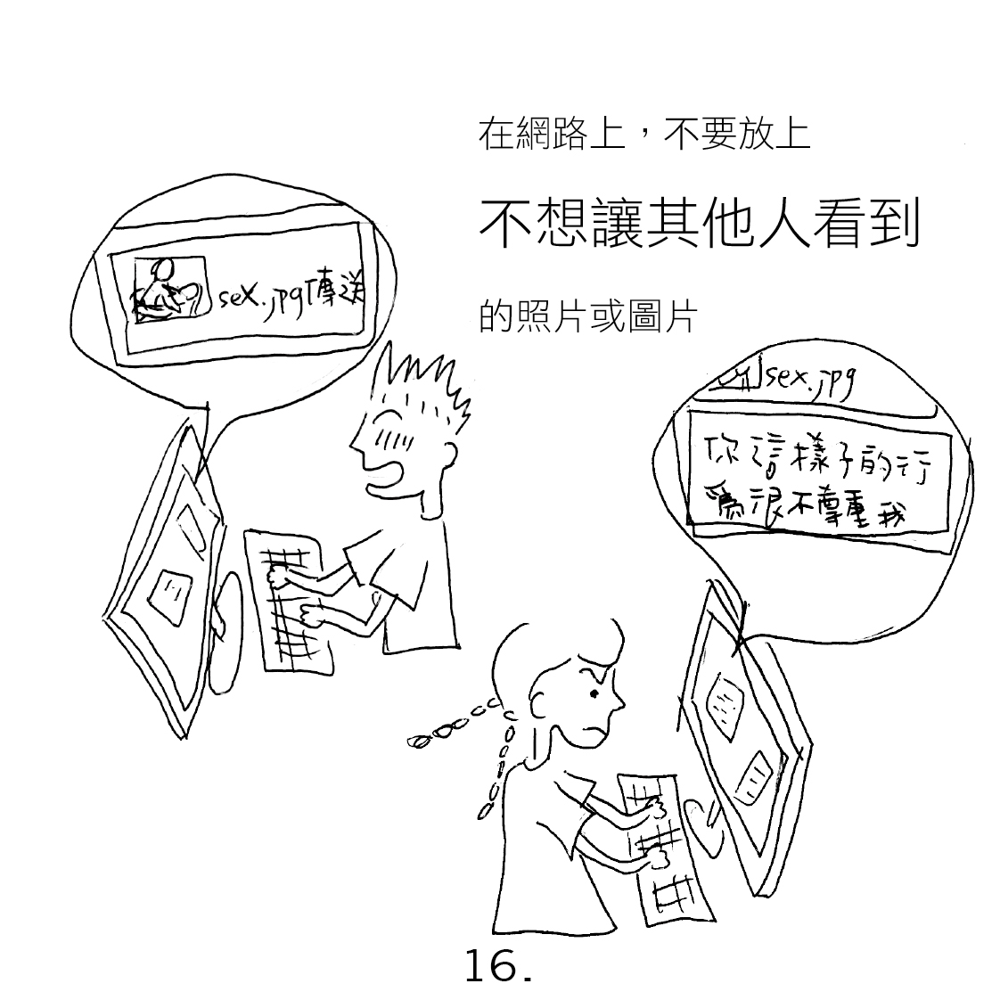 在網路上，不要放上
不想讓其他人看到
的照片或圖片
sex.jpg傳送
sex.jpg
你這樣子的行
為很不尊重我
16.